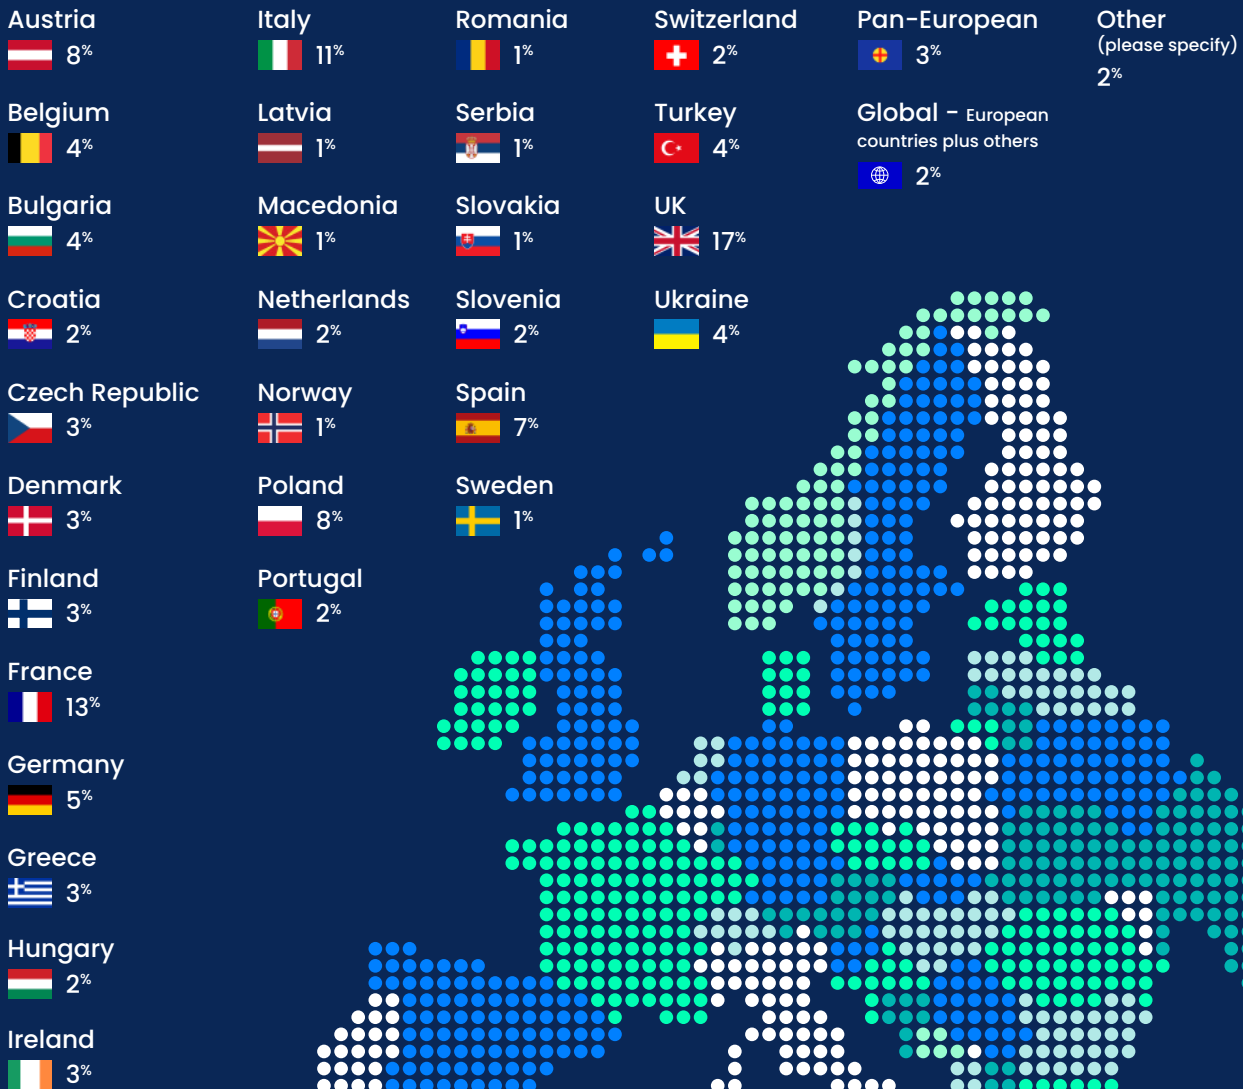 Austria
8%
Belgium
4%
Bulgaria
4%
Croatia
2%
Czech Republic
3%
Denmark
3%
Finland
3%
France
13%
Germany
5%
Greece
3%
Hungary
2%
Ireland
3%
Italy
11%
Latvia
1%
Macedonia
1%
Netherlands
2%
Norway
1%
Poland
8%
Portugal
2%
Romania
1%
Serbia
1%
Slovakia
1%
Slovenia
2%
Spain
7%
Sweden
1%
Switzerland
2%
Turkey
4%
UK
17%
Ukraine
4%
Pan-European
3%
Global - European
countries plus others
2%
Other
(please specify)
2%